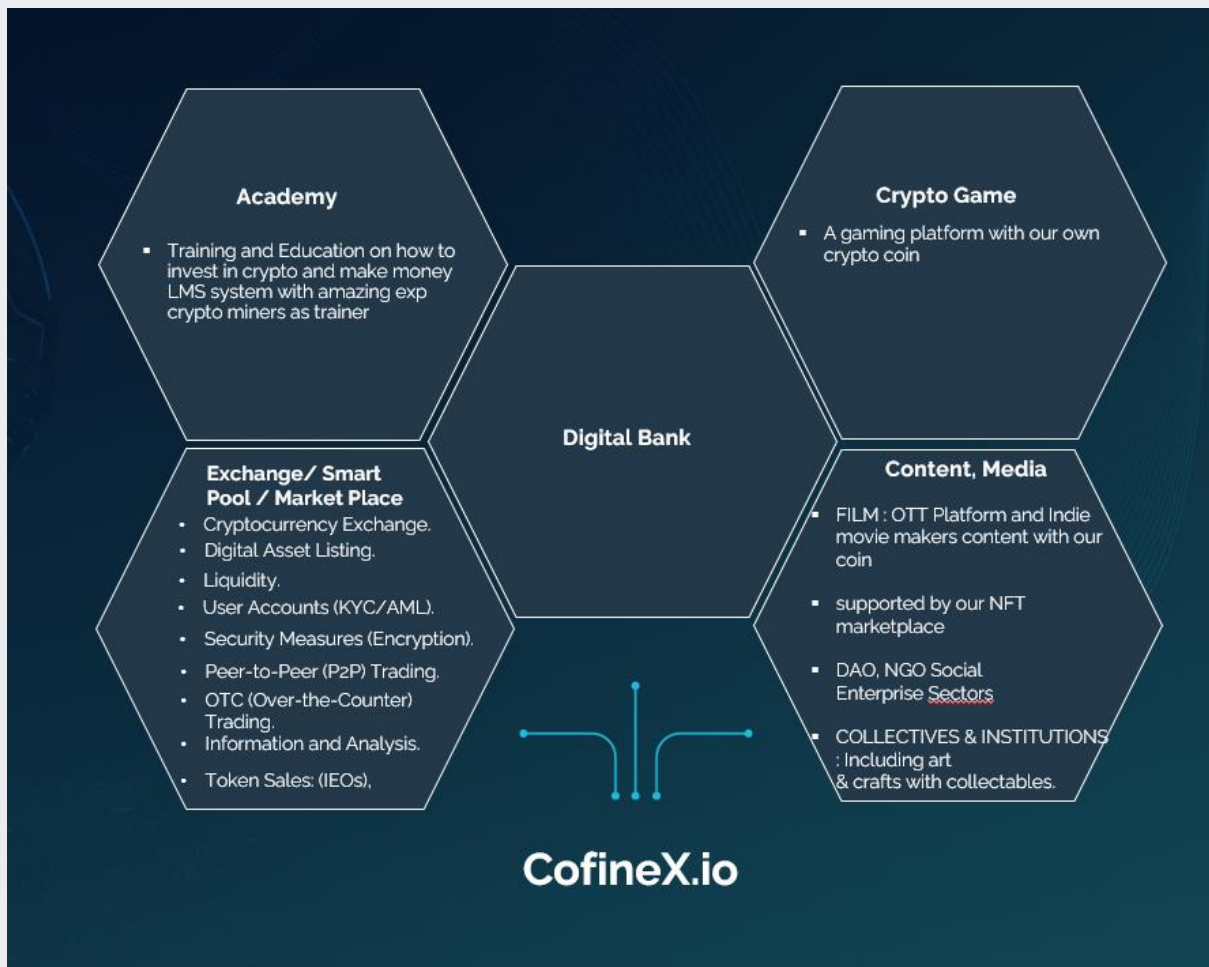 Academy
▪ Training and Education on how to
invest in crypto and make money
LMS system with amazing exp
crypto miners as trainer
Crypto Game
▪ A gaming platform with our own
crypto coin
Digital Bank
Exchange/ Smart
Pool / Market Place
• Cryptocurrency Exchange.
• Digital Asset Listing.
• Liquidity.
• User Accounts (KYC/AML).
• Security Measures (Encryption).
• Peer-to-Peer (P2P) Trading.
• OTC (Over-the-Counter)
Trading.
• Information and Analysis.
• Token Sales: (IEOs),
Content, Media
▪ FILM : OTT Platform and Indie
movie makers content with our
coin
▪ supported by our NFT
marketplace
▪ DAO, NGO Social
Enterprise Sectors
▪ COLLECTIVES & INSTITUTIONS
: Including art
& crafts with collectables.
CofineX.io